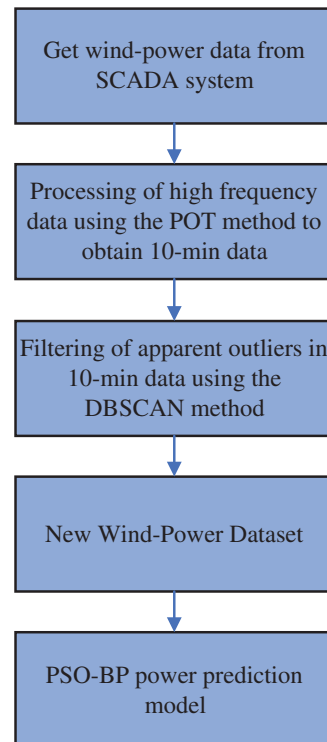 Get wind-power data from
SCADA system
Processing of high frequency
data using the POT method to
obtain 10-min data
Filtering of apparent outliers in
10-min data using the
DBSCAN method
New Wind-Power Dataset
PSO-BP power prediction
model